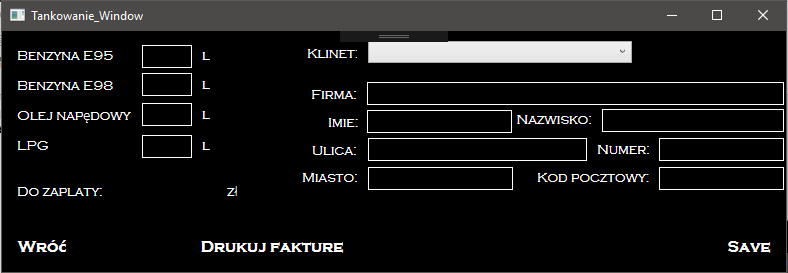 Tankowanie_Window
Benzyna E95 L
Benzyna E98 L
Olej napędowy L
LPG L
Do zaplaty: zł
Klinet:
Firma:
Imie: Nazwisko:
Ulica: Numer:
Miasto: Kod pocztowy:
Wróć Drukuj fakture Save